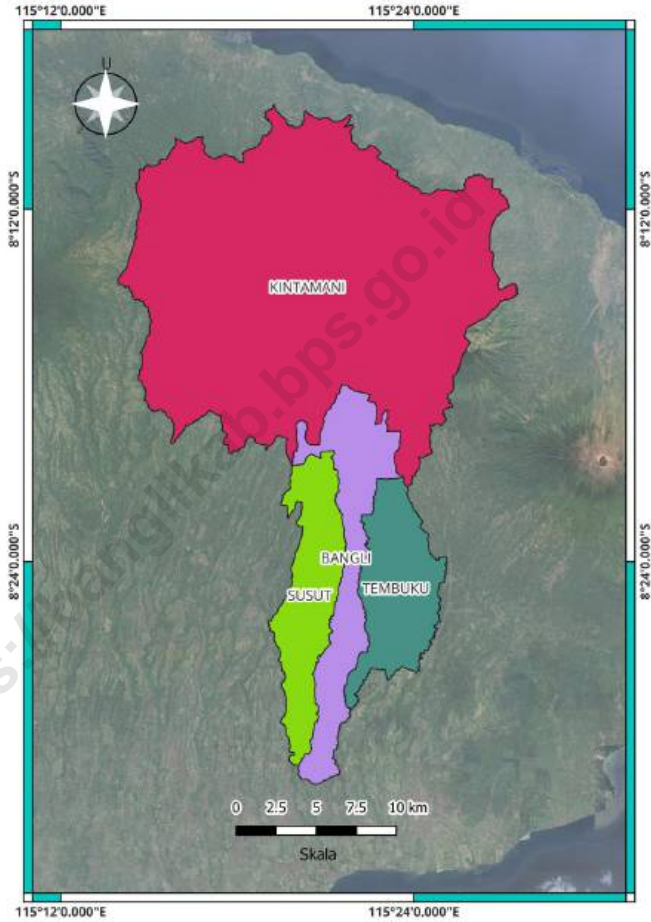 115°12'0.000"E 115°24'0.000"E
U
8°12'0.000"S 8°12'0.000"S
KINTAMANI
8°24'0.000"S 8°24'0.000"S
BANGLI
SUSUT TEMBUKU
0 2.5 5 7.5 10 km
Skala
115°12'0.000"E 115°24'0.000"E